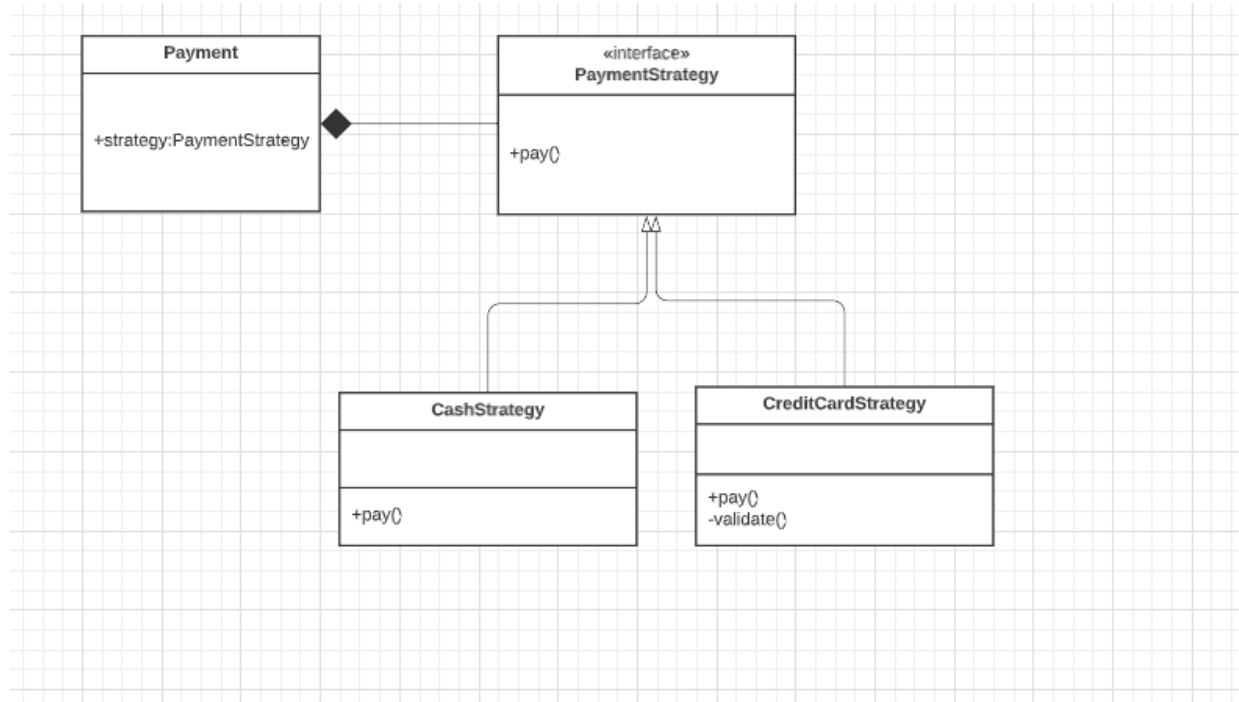 Payment
+strategy:PaymentStrategy
«interface»
PaymentStrategy
+pay()
CashStrategy
+pay()
CreditCardStrategy
+pay()
-validate()